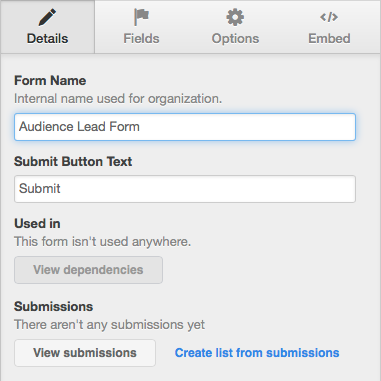 Details Fields Options Embed
Form Name
Internal name used for organization.
Audience Lead Form
Submit Button Text
Submit
Used in
This form isn't used anywhere.
View dependencies
Submissions
There aren't any submissions yet
View submissions Create list from submissions